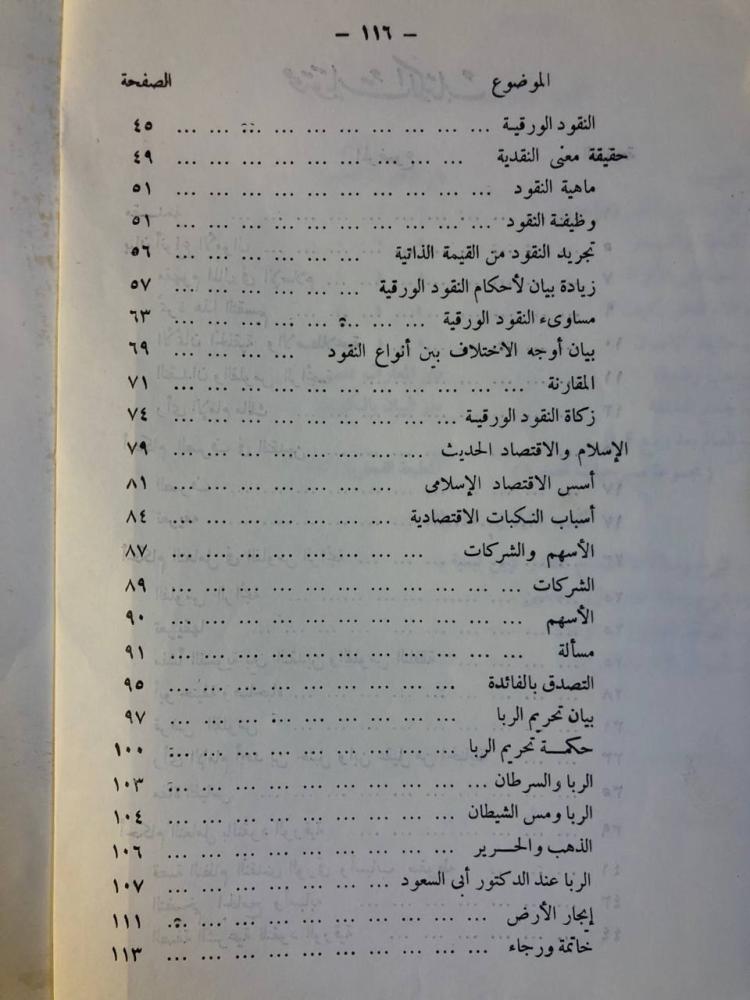 - ١١٦ -
الموضوع الصفحة
النقود الورقية ... ... ... ... ... ... ... ... ... ٤٥
حقيقة معنى النقدية ... ... ... ... ... ... ... ... ٤٩
ماهية النقود ... ... ... ... ... ... ... ... ... ... ٥١
وظيفة النقود ... ... ... ... ... ... ... ... ... ... ٥١
تجريد النقود من القيمة الذاتية ... ... ... ... ... ... ٥٦
زيادة بيان لأحكام النقود الورقية ... ... ... ... ... ... ٥٧
مساوىء النقود الورقية ... ... ... ... ... ... ... ... ٦٣
بيان أوجه الاختلاف بين أنواع النقود ... ... ... ... ٦٩
المقارنة ... ... ... ... ... ... ... ... ... ... ... ٧١
زكاة النقود الورقية ... ... ... ... ... ... ... ... ... ٧٤
الإسلام والاقتصاد الحديث ... ... ... ... ... ... ... ... ٧٩
أسس الاقتصاد الإسلامى ... ... ... ... ... ... ... ٨١
أسباب النكبات الاقتصادية ... ... ... ... ... ... ... ٨٤
الأسهم والشركات ... ... ... ... ... ... ... ... ٨٧
الشركات ... ... ... ... ... ... ... ... ... ... ... ٨٩
الأسهم ... ... ... ... ... ... ... ... ... ... ... ٩٠
مسألة ... ... ... ... ... ... ... ... ... ... ... ٩١
التصدق بالفائدة ... ... ... ... ... ... ... ... ... ٩٥
بيان تحريم الربا ... ... ... ... ... ... ... ... ... ٩٧
حكمة تحريم الربا ... ... ... ... ... ... ... ... ... ١٠٠
الربا والسرطان ... ... ... ... ... ... ... ... ... ... ١٠٣
الربا ومس الشيطان ... ... ... ... ... ... ... ... ... ١٠٤
الذهب والحرير ... ... ... ... ... ... ... ... ... ١٠٦
الربا عند الدكتور أبى السعود ... ... ... ... ... ... ... ١٠٧
إيجار الأرض ... ... ... ... ... ... ... ... ... ... ١١١
خاتمة ورجاء ... ... ... ... ... ... ... ... ... ... ١١٣